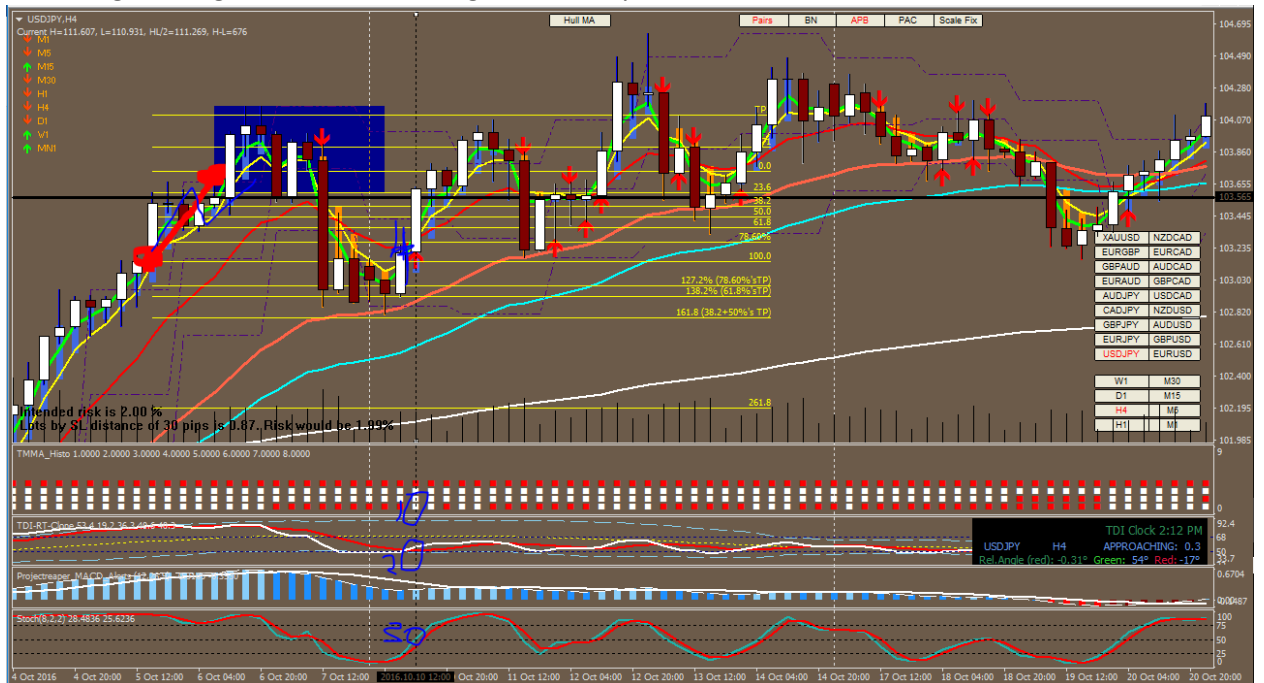 USDJPY,H4
Current H=111.607, L=110.931, HL/2=111.269, H-L=676
M1
M5
M15
M30
H1
H4
D1
W1
MN1
Hull MA
Pairs BN APB PAC Scale Fix
TP
0.0
23.6
38.2
50.0
61.8
78.60%
100.0
127.2% (78.60%'sTP)
138.2% (61.8%'sTP)
161.8 (38.2+50%'s TP)
261.8
104.695
104.490
104.280
104.070
103.860
103.655
103.565
103.445
103.235
103.030
102.820
102.610
102.400
102.195
101.985
XAUUSD NZDCAD
EURGBP EURCAD
GBPAUD AUDCAD
EURAUD GBPCAD
AUDJPY USDCAD
CADJPY NZDUSD
GBPJPY AUDUSD
EURJPY GBPUSD
USDJPY EURUSD
W1 M30
D1 M15
H4 M5
H1 M1
Intended risk is 2.00 %
Lots by SL distance of 30 pips is 0.87. Risk would be 1.99%
TMMA_Histo 1.0000 2.0000 3.0000 4.0000 5.0000 6.0000 7.0000 8.0000
9
0
TDI-RT-Clone
92.4
68
50
TDI Clock 2:12 PM
USDJPY H4 APPROACHING: 0.3
Rel.Angle (red): -0.31° Green: 54° Red: -17°
Projectreaper_MACD_Alerts
0.6704
Stoch(8,2,2) 28.4836 25.6236
100
75
50
25
0
4 Oct 2016 4 Oct 20:00 5 Oct 12:00 6 Oct 04:00 6 Oct 20:00 7 Oct 12:00 2016.10.10 12:00 Oct 20:00 11 Oct 12:00 12 Oct 04:00 12 Oct 20:00 13 Oct 12:00 14 Oct 04:00 14 Oct 20:00 17 Oct 12:00 18 Oct 04:00 18 Oct 20:00 19 Oct 12:00 20 Oct 04:00 20 Oct 20:00